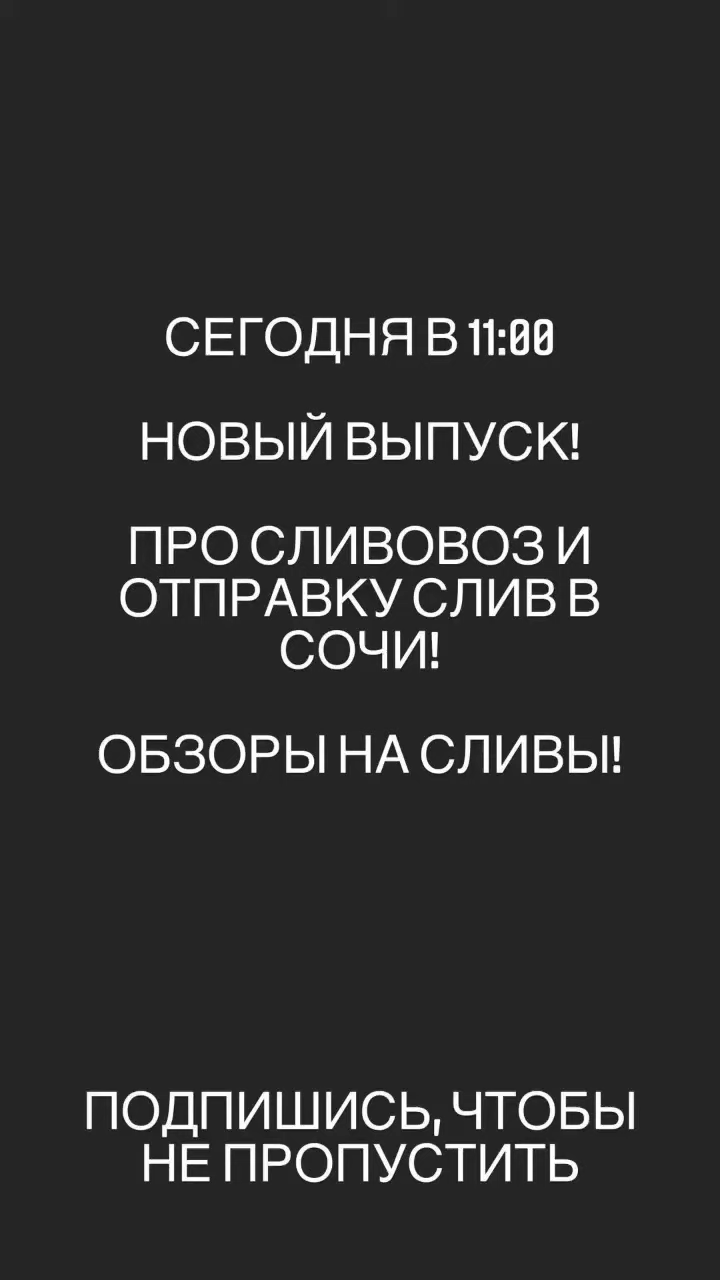 СЕГОДНЯ В 11:00
НОВЫЙ ВЫПУСК!
ПРО СЛИВОВОЗ И
ОТПРАВКУ СЛИВ В
СОЧИ!
ОБЗОРЫ НА СЛИВЫ!
ПОДПИШИСЬ, ЧТОБЫ
НЕ ПРОПУСТИТЬ